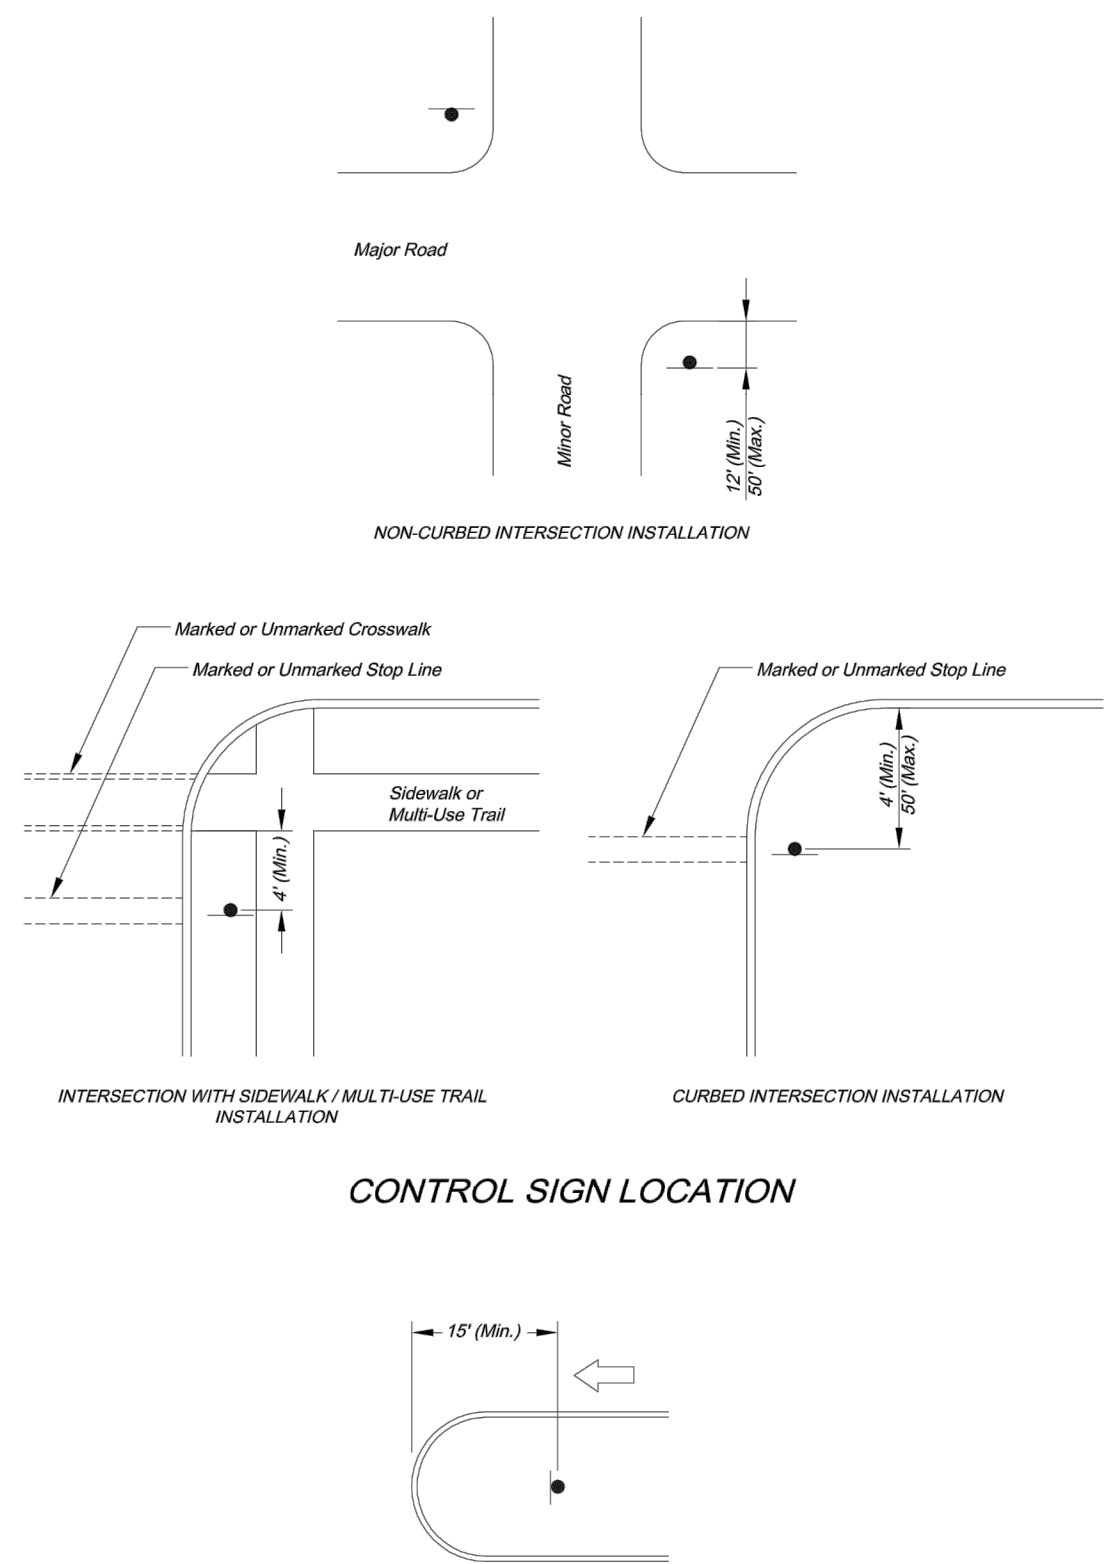 Major Road
Minor Road
12' (Min.)
50' (Max.)
NON-CURBED INTERSECTION INSTALLATION
Marked or Unmarked Crosswalk
Marked or Unmarked Stop Line
Sidewalk or
Multi-Use Trail
4' (Min.)
INTERSECTION WITH SIDEWALK / MULTI-USE TRAIL
INSTALLATION
Marked or Unmarked Stop Line
4' (Min.)
50' (Max.)
CURBED INTERSECTION INSTALLATION
CONTROL SIGN LOCATION
15' (Min.)